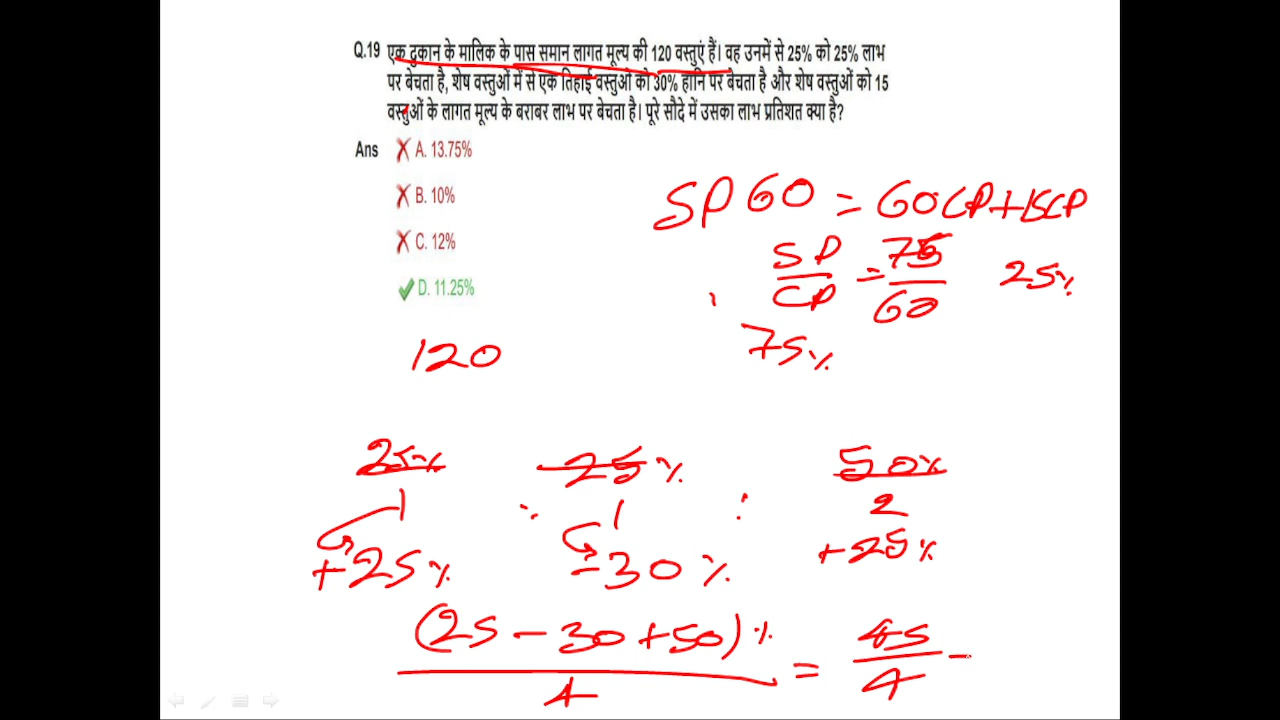 Q.19 एक दुकान के मालिक के पास समान लागत मूल्य की 120 वस्तुएं हैं। वह उनमें से 25% को 25% लाभ
पर बेचता है, शेष वस्तुओं में से एक तिहाई वस्तुओं को 30% हानि पर बेचता है और शेष वस्तुओं को 15
वस्तुओं के लागत मूल्य के बराबर लाभ पर बेचता है। पूरे सौदे में उसका लाभ प्रतिशत क्या है?
Ans A. 13.75%
B. 10%
C. 12%
D. 11.25%
SP 60 = 60CP+15CP
SP/CP = 75/60 25%
120
75%
25% : 25% : 50%
1 : 1 : 2
+25% -30% +25%
(25-30+50)%/4 = 45/4 -